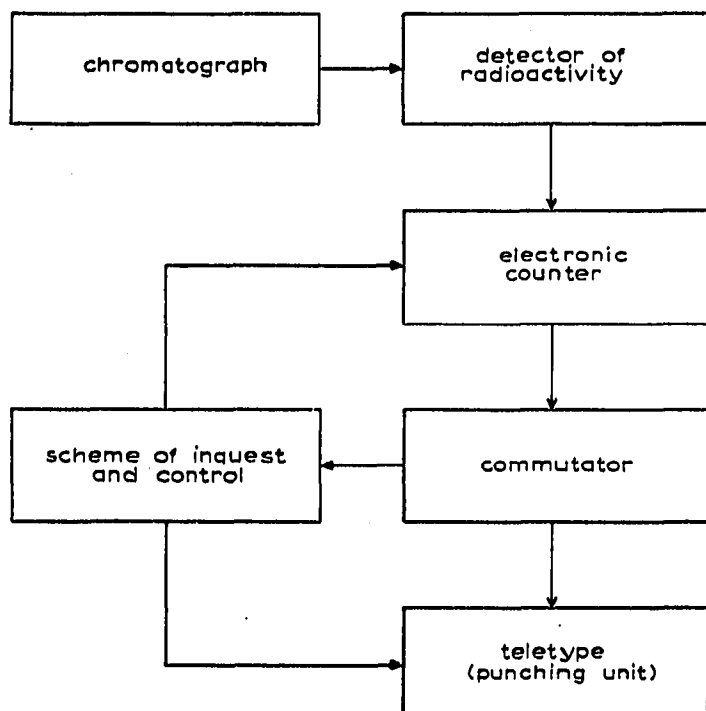 chromatograph
detector of
radioactivity
electronic
counter
scheme of inquest
and control
commutator
teletype
(punching unit)